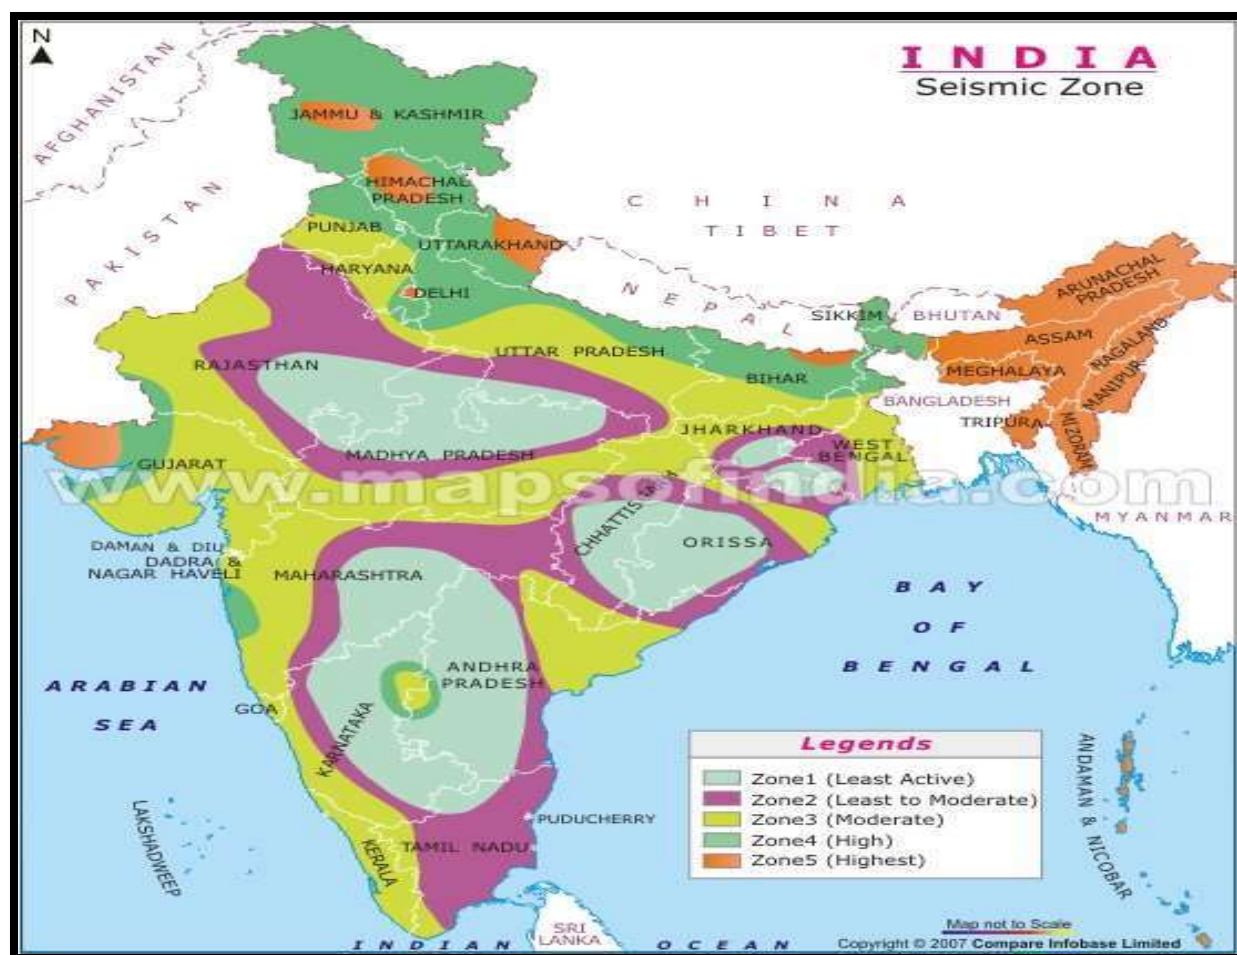 N
INDIA
Seismic Zone
AFGHANISTAN
PAKISTAN
JAMMU & KASHMIR
HIMACHAL
PRADESH
PUNJAB
UTTARAKHAND
HARYANA
DELHI
CHINA
TIBET
NEPAL
SIKKIM
BHUTAN
ARUNACHAL
PRADESH
ASSAM
NAGALAND
MEGHALAYA
MANIPUR
BANGLADESH
TRIPURA
MIZORAM
RAJASTHAN
UTTAR PRADESH
BIHAR
JHARKHAND
WEST
BENGAL
MADHYA PRADESH
GUJARAT
www.mapsofindia.com
MYANMAR
CHHATTISGARH
ORISSA
DAMAN & DIU
DADRA &
NAGAR HAVELI
MAHARASHTRA
BAY
OF
BENGAL
ANDHRA
PRADESH
ARABIAN
SEA
GOA
KARNATAKA
Legends
Zone1 (Least Active)
Zone2 (Least to Moderate)
Zone3 (Moderate)
Zone4 (High)
Zone5 (Highest)
ANDAMAN & NICOBAR
LAKSHADWEEP
PUDUCHERRY
TAMIL NADU
KERALA
SRI
LANKA
INDIAN OCEAN
Map not to Scale
Copyright © 2007 Compare Infobase Limited